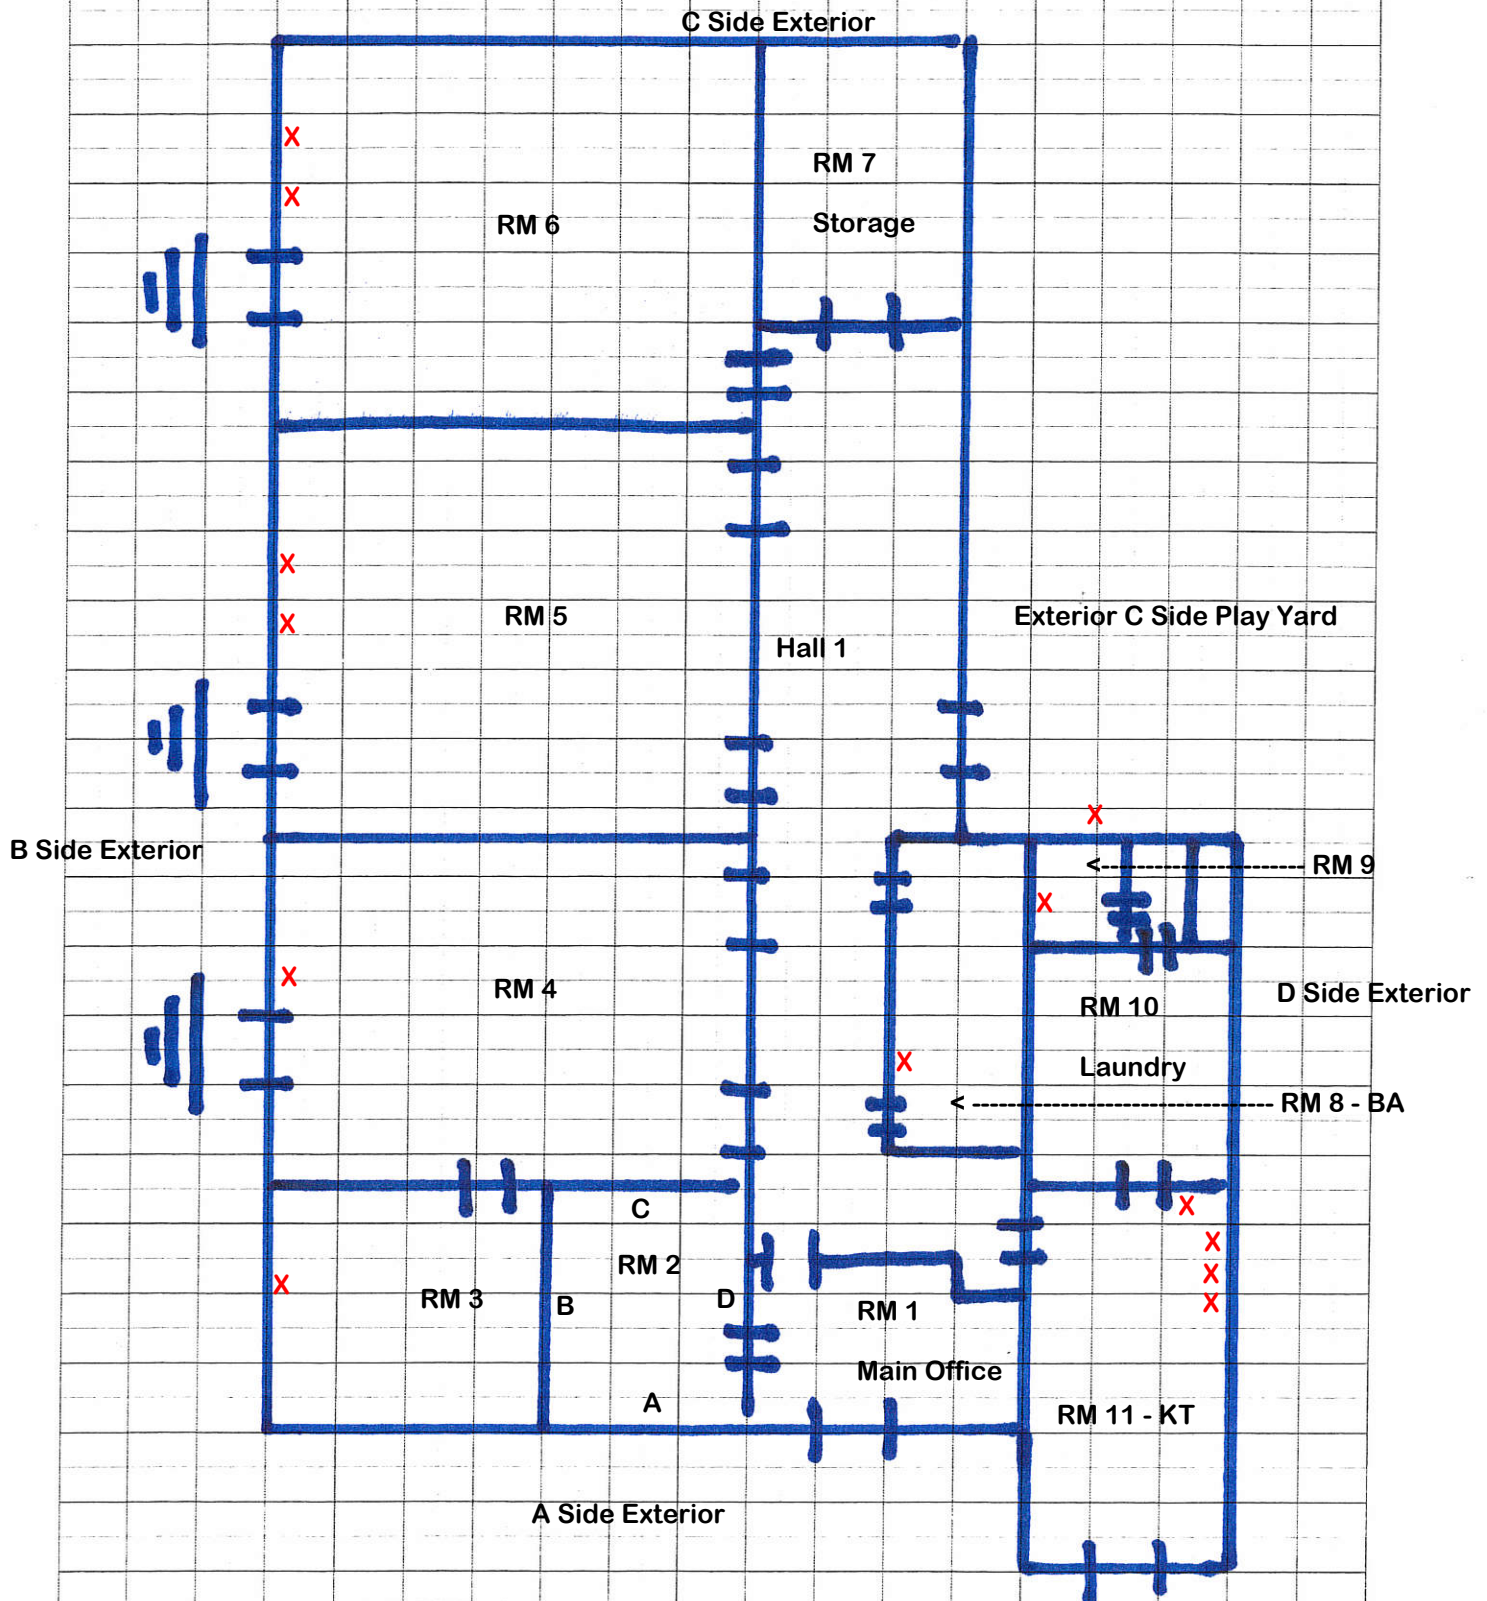 C Side Exterior
X
RM 7
X
RM 6
Storage
X
RM 5
Exterior C Side Play Yard
X
Hall 1
X
B Side Exterior
<----------------------- RM 9
X
X
RM 4
D Side Exterior
RM 10
X
Laundry
< ---------------------------------- RM 8 - BA
X
C
X
RM 2
X
X
RM 3
B
D
X
RM 1
Main Office
A
RM 11 - KT
A Side Exterior